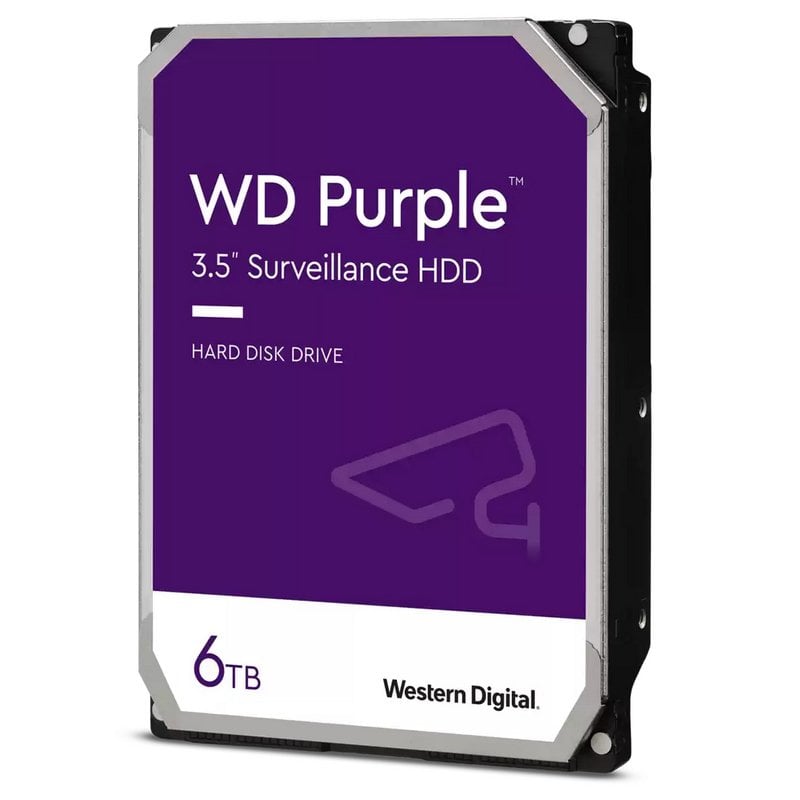 WD Purple™
3.5" Surveillance HDD
HARD DISK DRIVE
6TB
Western Digital.